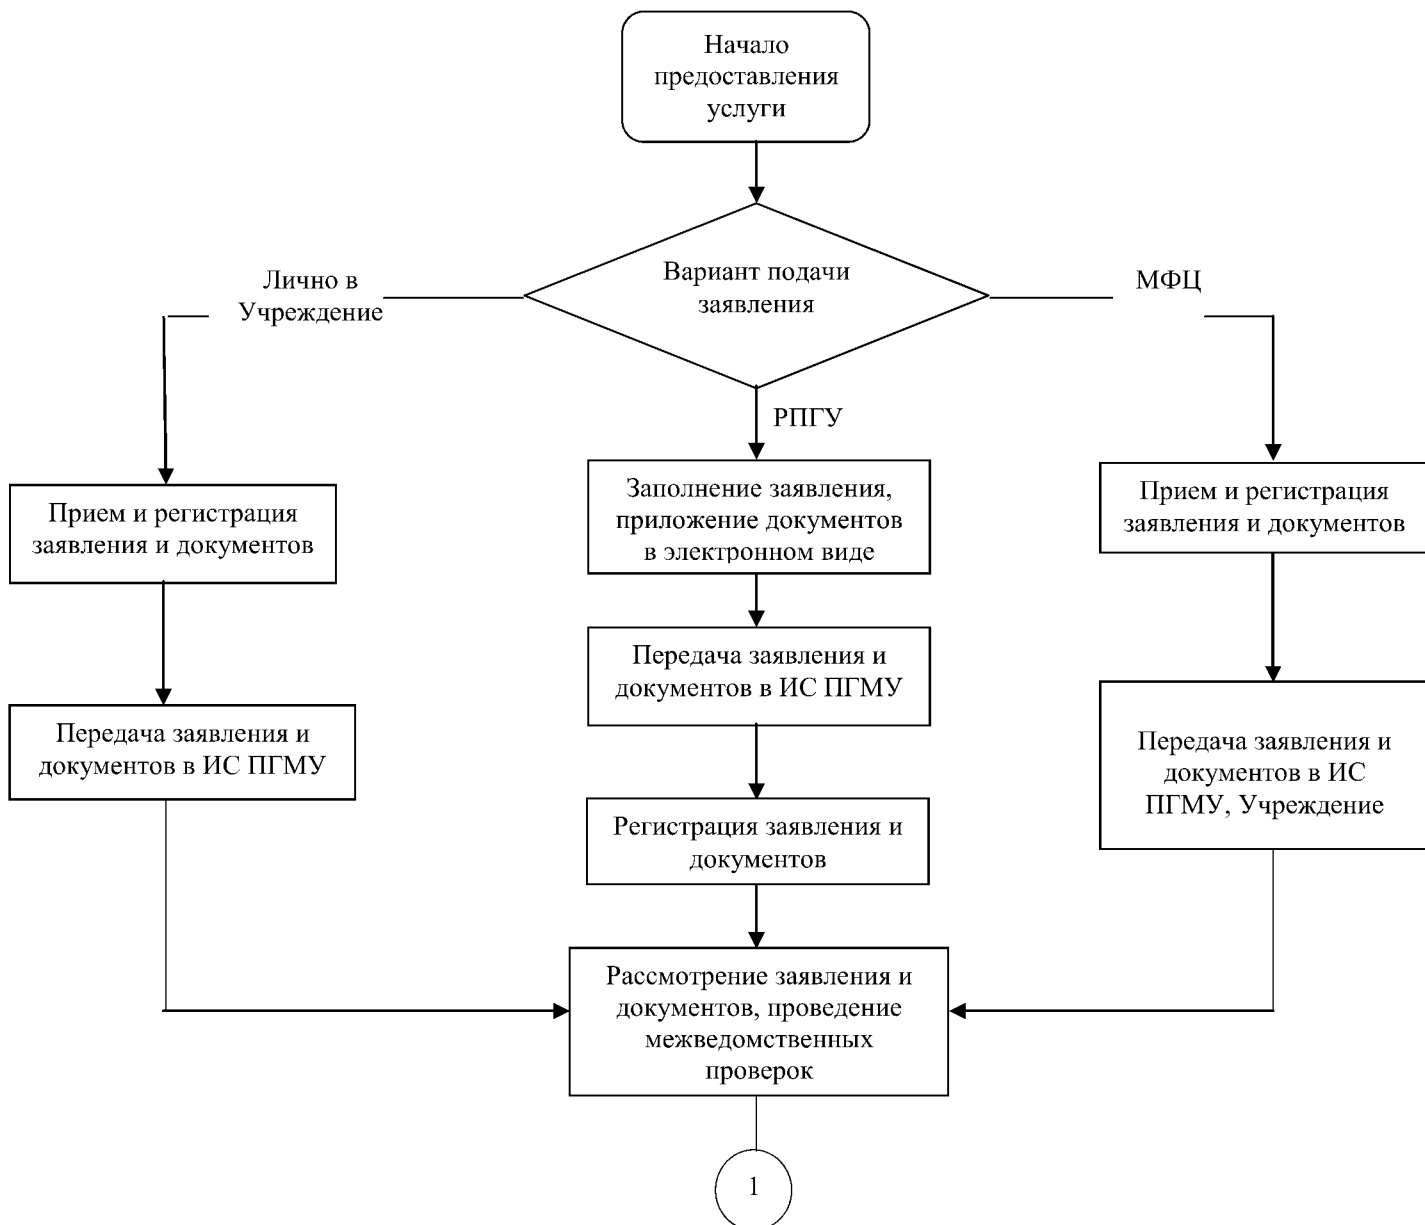 Начало
предоставления
услуги
Вариант подачи
заявления
Лично в
Учреждение
МФЦ
РПГУ
Прием и регистрация
заявления и документов
Заполнение заявления,
приложение документов
в электронном виде
Прием и регистрация
заявления и документов
Передача заявления и
документов в ИС ПГМУ
Передача заявления и
документов в ИС ПГМУ
Передача заявления и
документов в ИС
ПГМУ, Учреждение
Регистрация заявления и
документов
Рассмотрение заявления и
документов, проведение
межведомственных
проверок
1